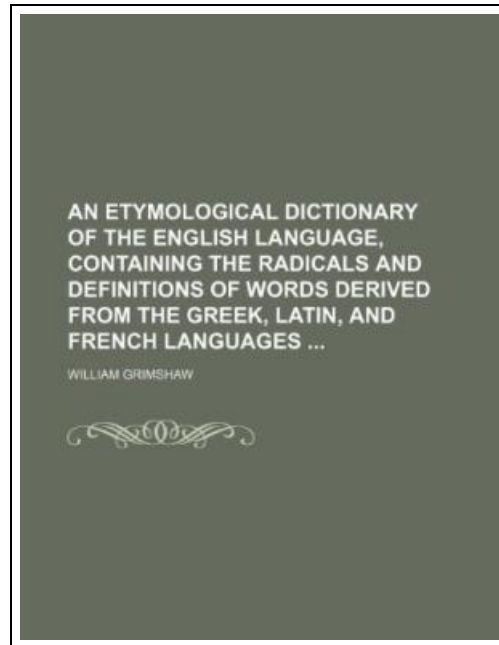 AN ETYMOLOGICAL DICTIONARY
OF THE ENGLISH LANGUAGE,
CONTAINING THE RADICALS AND
DEFINITIONS OF WORDS DERIVED
FROM THE GREEK, LATIN, AND
FRENCH LANGUAGES ...
WILLIAM GRIMSHAW